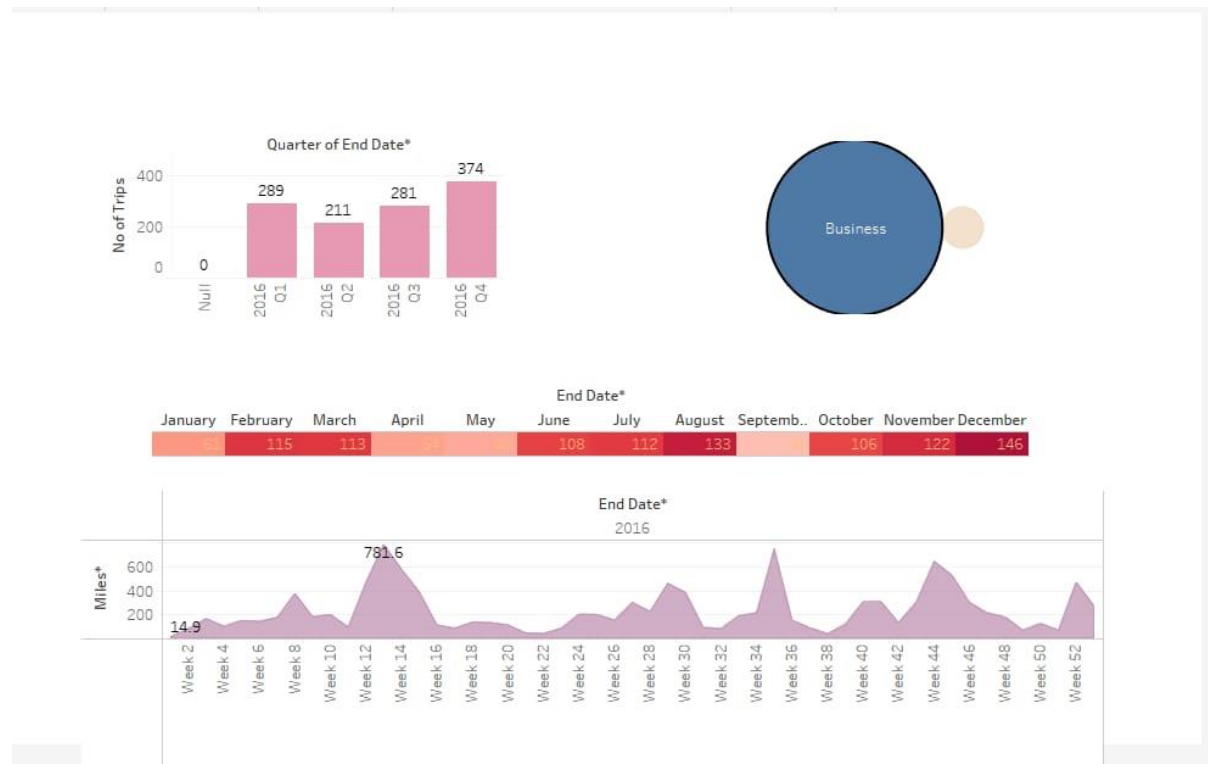 Quarter of End Date*
No of Trips
400
200
0
0
289
211
281
374
Null
2016 Q1
2016 Q2
2016 Q3
2016 Q4
Business
End Date*
January February March April May June July August Septemb.. October November December
61 115 113 108 112 133 106 122 146
End Date*
2016
Miles*
600
400
200
14.9
781.6
Week 2
Week 4
Week 6
Week 8
Week 10
Week 12
Week 14
Week 16
Week 18
Week 20
Week 22
Week 24
Week 26
Week 28
Week 30
Week 32
Week 34
Week 36
Week 38
Week 40
Week 42
Week 44
Week 46
Week 48
Week 50
Week 52